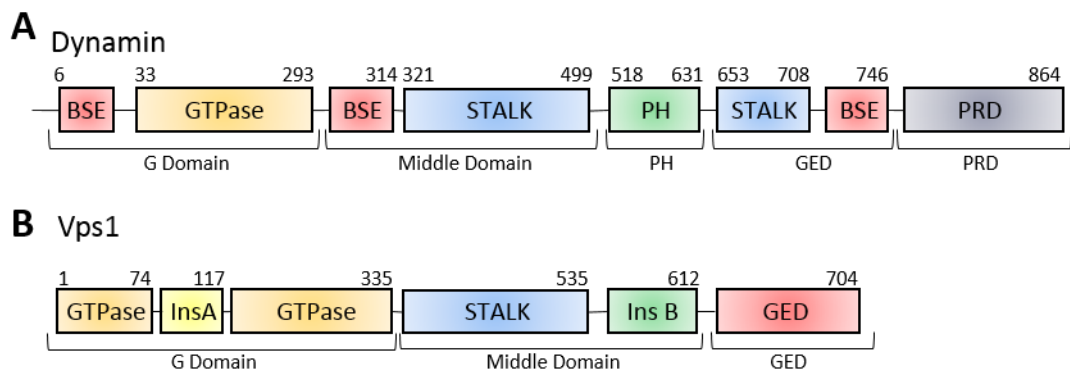 A
Dynamin
6 33 293 314 321 499 518 631 653 708 746 864
BSE GTPase BSE STALK PH STALK BSE PRD
G Domain Middle Domain PH GED PRD
B Vps1
1 74 117 335 535 612 704
GTPase InsA GTPase STALK Ins B GED
G Domain Middle Domain GED